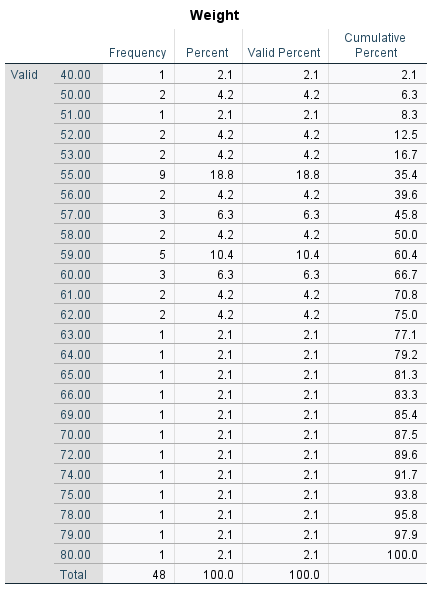 Weight
Frequency Percent Valid Percent Cumulative Percent
Valid 40.00 1 2.1 2.1 2.1
50.00 2 4.2 4.2 6.3
51.00 1 2.1 2.1 8.3
52.00 2 4.2 4.2 12.5
53.00 2 4.2 4.2 16.7
55.00 9 18.8 18.8 35.4
56.00 2 4.2 4.2 39.6
57.00 3 6.3 6.3 45.8
58.00 2 4.2 4.2 50.0
59.00 5 10.4 10.4 60.4
60.00 3 6.3 6.3 66.7
61.00 2 4.2 4.2 70.8
62.00 2 4.2 4.2 75.0
63.00 1 2.1 2.1 77.1
64.00 1 2.1 2.1 79.2
65.00 1 2.1 2.1 81.3
66.00 1 2.1 2.1 83.3
69.00 1 2.1 2.1 85.4
70.00 1 2.1 2.1 87.5
72.00 1 2.1 2.1 89.6
74.00 1 2.1 2.1 91.7
75.00 1 2.1 2.1 93.8
78.00 1 2.1 2.1 95.8
79.00 1 2.1 2.1 97.9
80.00 1 2.1 2.1 100.0
Total 48 100.0 100.0